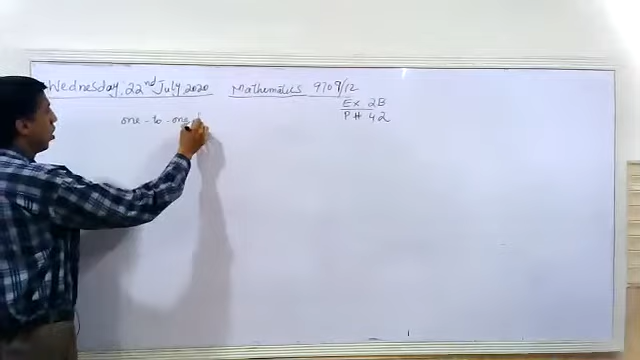 Wednesday, 22nd July 2020 Mathematics 9709/12
Ex 2B
P# 42
one-to-one